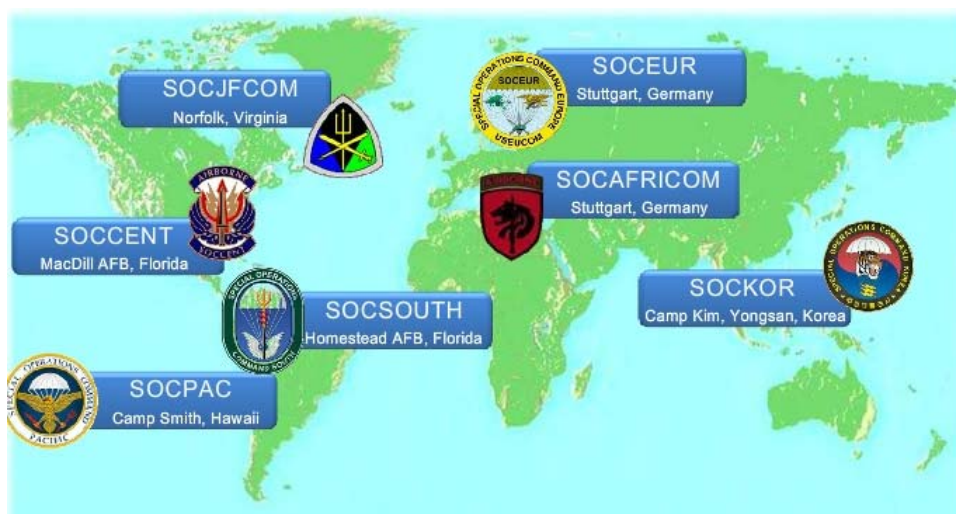 SOCJFCOM
Norfolk, Virginia
SOCEUR
Stuttgart, Germany
SPECIAL OPERATIONS COMMAND EUROPE
SOCEUR
USEUCOM
AIRBORNE
SOCCENT
SOCCENT
MacDill AFB, Florida
AIRBORNE
SOCAFRICOM
Stuttgart, Germany
SPECIAL OPERATIONS
COMMAND SOUTH
SOCSOUTH
Homestead AFB, Florida
SOCKOR
Camp Kim, Yongsan, Korea
SPECIAL OPERATIONS COMMAND KOREA
SPECIAL OPERATIONS COMMAND
PACIFIC
SOCPAC
Camp Smith, Hawaii